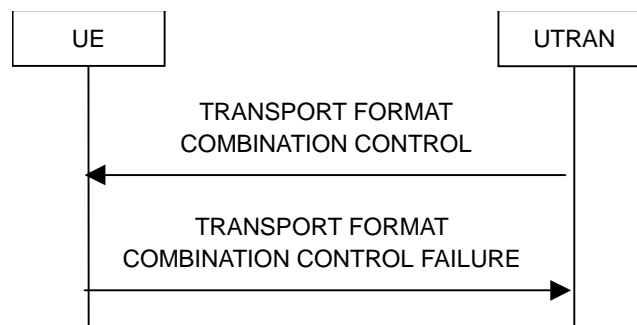 UE
UTRAN
TRANSPORT FORMAT
COMBINATION CONTROL
TRANSPORT FORMAT
COMBINATION CONTROL FAILURE